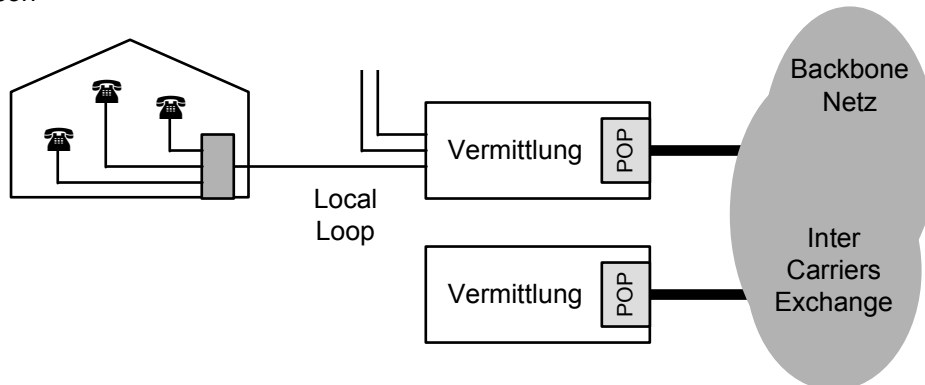 Backbone
Netz
Vermittlung
POP
Local
Loop
Inter
Carriers
Exchange
Vermittlung
POP